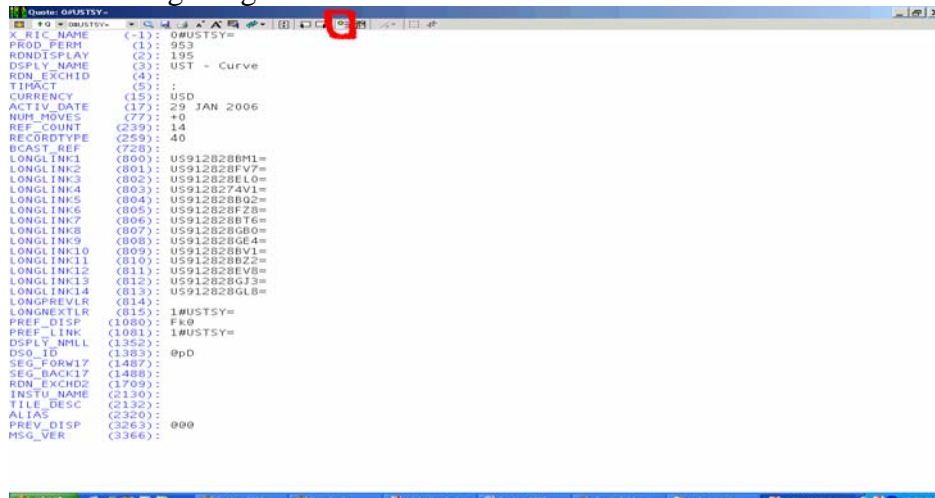 Quote: 0#USTSY=
X_RIC_NAME (-1): 0#USTSY=
PROD_PERM (1): 953
RDNDISPLAY (2): 195
DSPLY_NAME (3): UST - Curve
RDN_EXCHID (4):
TIMACT (5): :
CURRENCY (15): USD
ACTIV_DATE (17): 29 JAN 2006
NUM_MOVES (77): +0
REF_COUNT (239): 14
RECORDTYPE (259): 40
BCAST_REF (728):
LONGLINK1 (800): US912828BM1=
LONGLINK2 (801): US912828FV7=
LONGLINK3 (802): US912828EL0=
LONGLINK4 (803): US9128274V1=
LONGLINK5 (804): US912828BQ2=
LONGLINK6 (805): US912828FZ8=
LONGLINK7 (806): US912828BT6=
LONGLINK8 (807): US912828GB0=
LONGLINK9 (808): US912828GE4=
LONGLINK10 (809): US912828BV1=
LONGLINK11 (810): US912828BZ2=
LONGLINK12 (811): US912828EV8=
LONGLINK13 (812): US912828GJ3=
LONGLINK14 (813): US912828GL8=
LONGPREVLR (814):
LONGNEXTLR (815): 1#USTSY=
PREF_DISP (1080): Fk0
PREF_LINK (1081): 1#USTSY=
DSPLY_NMLL (1352):
DSO_ID (1383): @pD
SEG_FORW17 (1487):
SEG_BACK17 (1488):
RDN_EXCHD2 (1709):
INSTU_NAME (2130):
TILE_DESC (2132):
ALIAS (2320):
PREV_DISP (3263): 000
MSG_VER (3366):